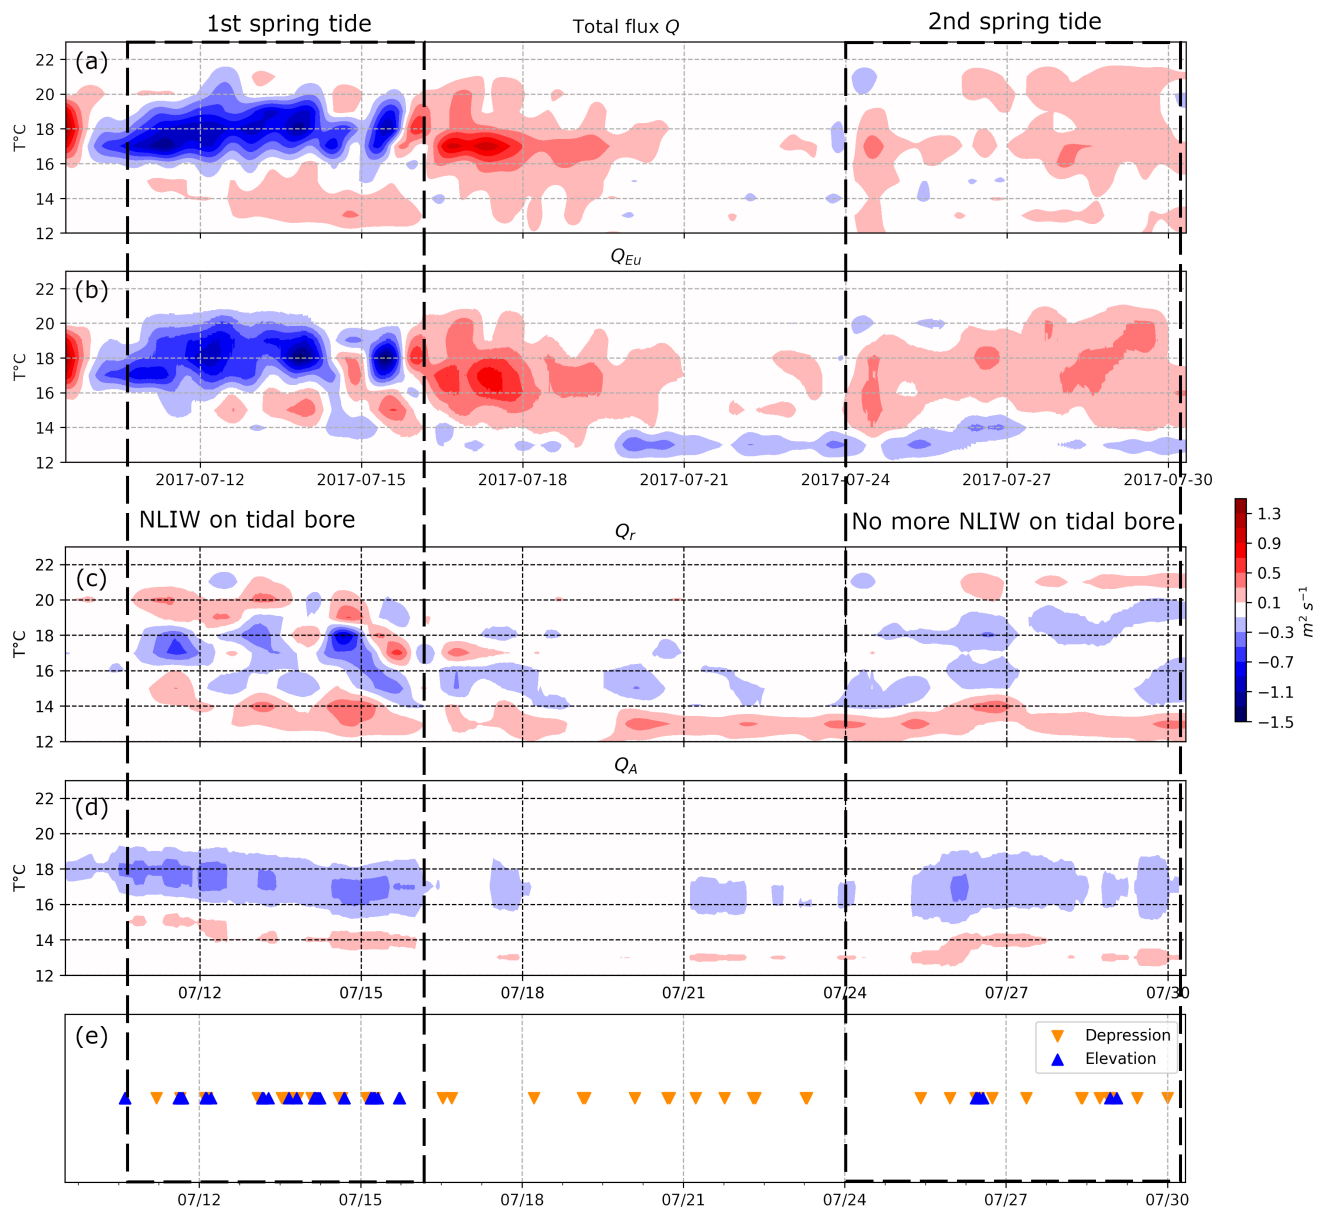 1st spring tide
Total flux Q
2nd spring tide
(a)
22
20
18
16
14
12
T°C
Q_Eu
(b)
22
20
18
16
14
12
T°C
2017-07-12 2017-07-15 2017-07-18 2017-07-21 2017-07-24 2017-07-27 2017-07-30
NLIW on tidal bore
No more NLIW on tidal bore
Q_r
(c)
22
20
18
16
14
12
T°C
1.3
0.9
0.5
0.1
−0.3
−0.7
−1.1
−1.5
m² s⁻¹
Q_A
(d)
22
20
18
16
14
12
T°C
07/12 07/15 07/18 07/21 07/24 07/27 07/30
(e)
Depression
Elevation
07/12 07/15 07/18 07/21 07/24 07/27 07/30